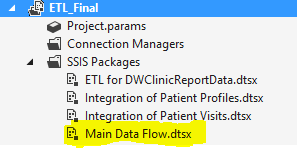 ETL_Final
Project.params
Connection Managers
SSIS Packages
ETL for DWClinicReportData.dtsx
Integration of Patient Profiles.dtsx
Integration of Patient Visits.dtsx
Main Data Flow.dtsx